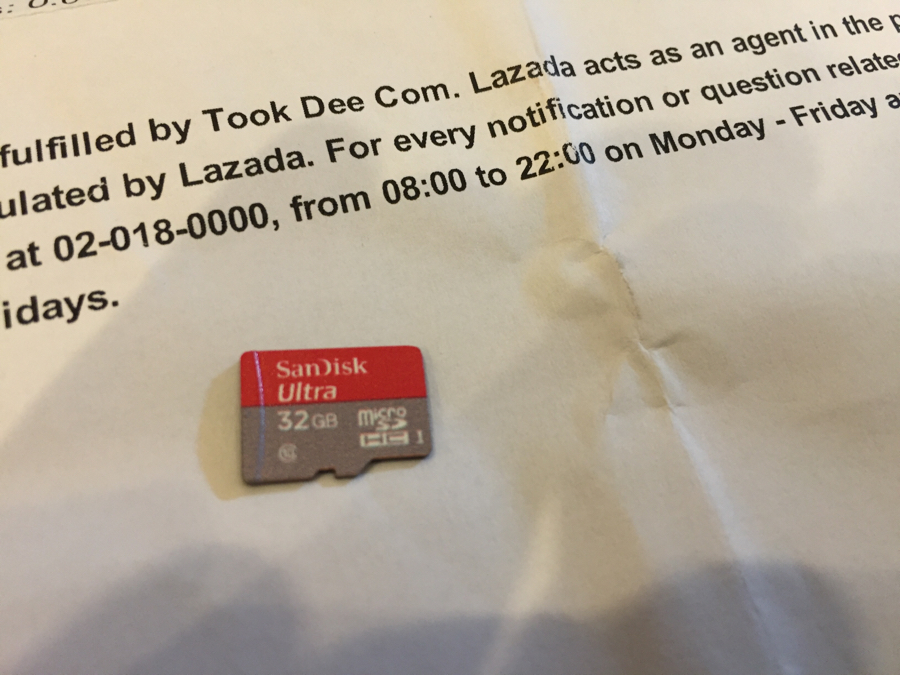 fulfilled by Took Dee Com. Lazada acts as an agent in the
ulated by Lazada. For every notification or question relate
at 02-018-0000, from 08:00 to 22:00 on Monday - Friday a
idays.
SanDisk
Ultra
32GB
micro
SD
HC I
10